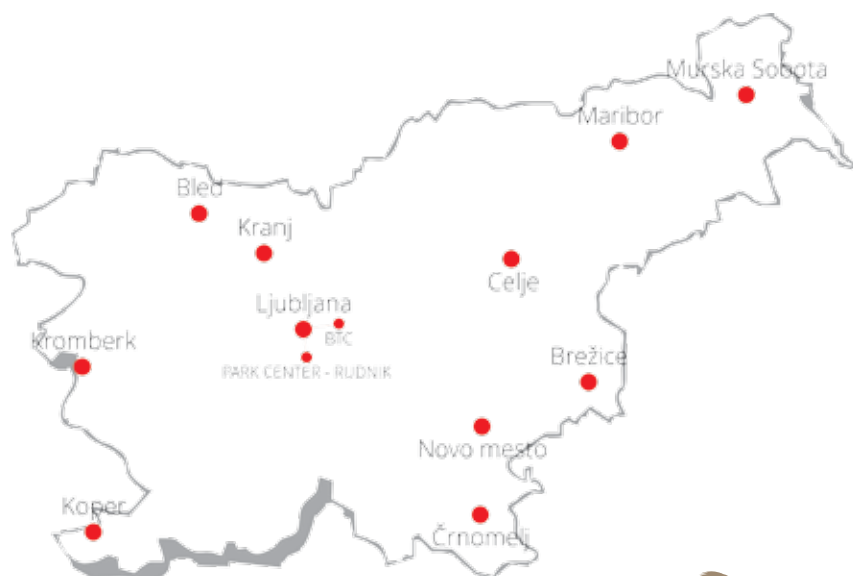 Murska Sobota
Maribor
Bled
Kranj
Celje
Ljubljana
BTC
Kromberk
PARK CENTER - RUDNIK
Brežice
Novo mesto
Koper
Črnomelj